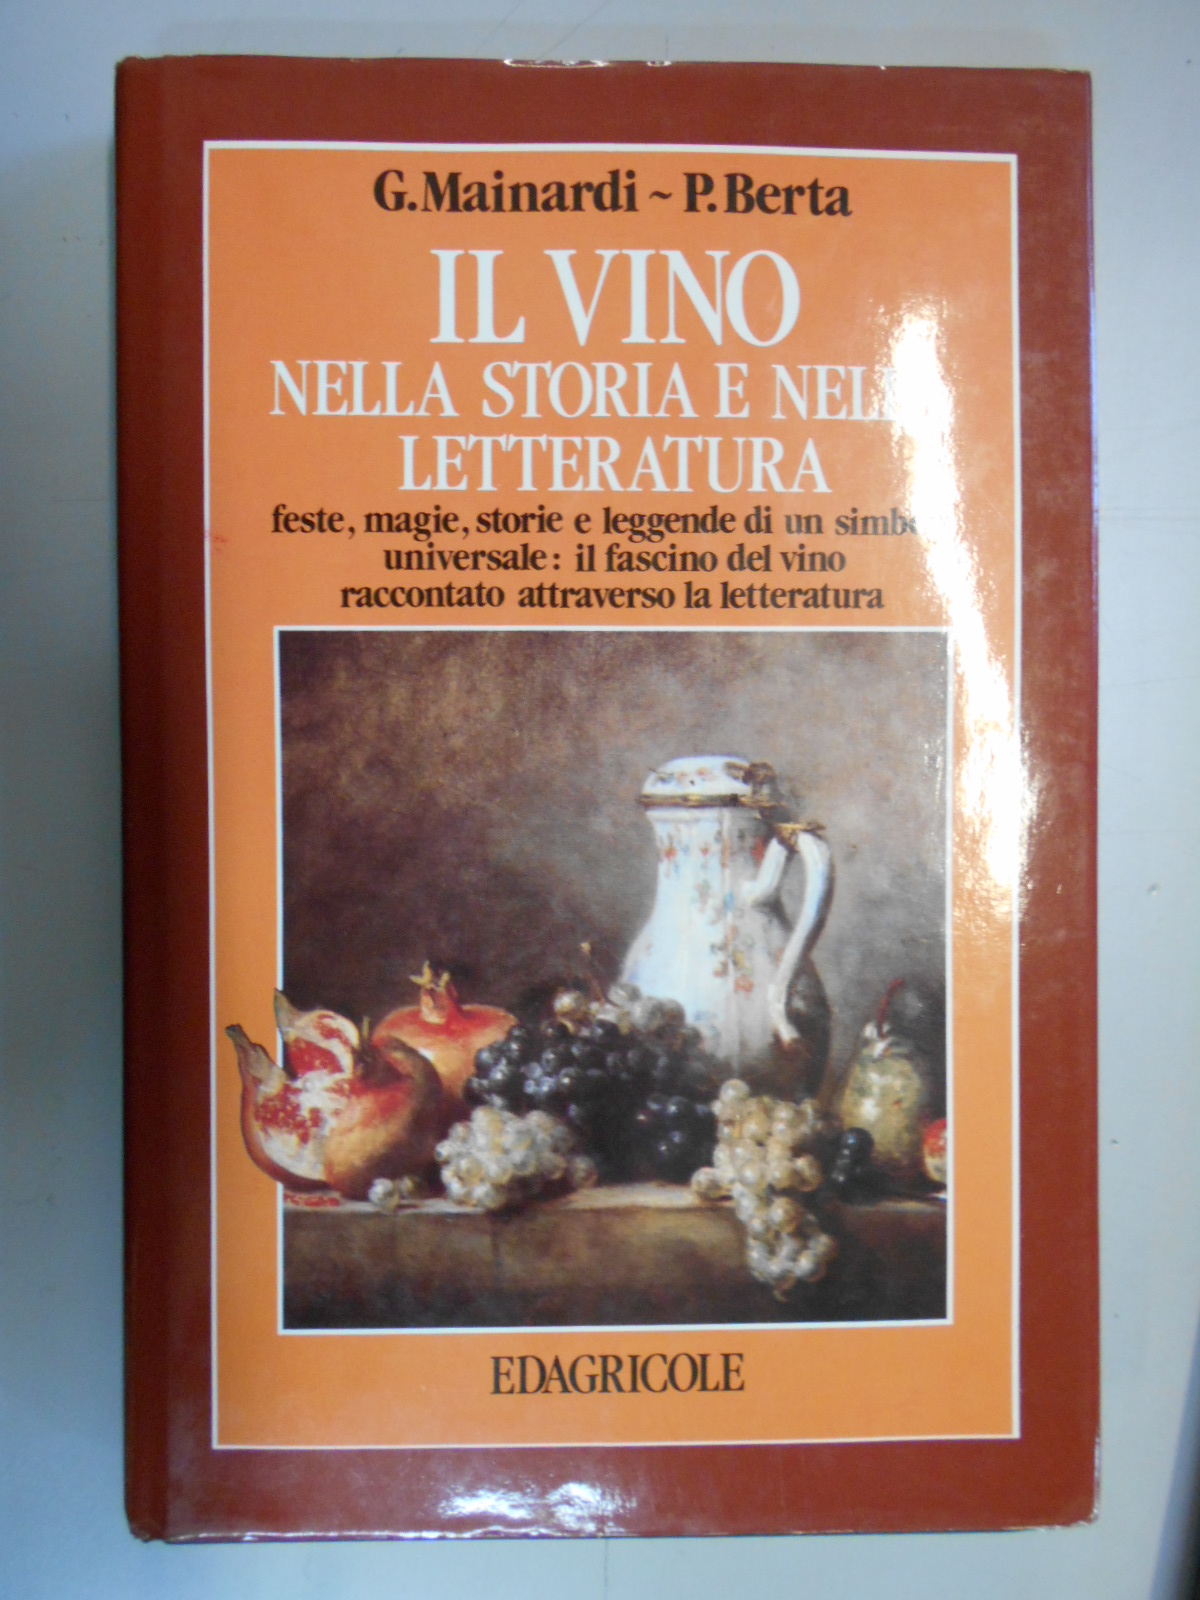 G.Mainardi ~ P.Berta
IL VINO
NELLA STORIA E
LETTERATURA
feste, magie, storie e leggende di un
universale: il fascino del vino
raccontato attraverso la letteratura
EDAGRICOLE